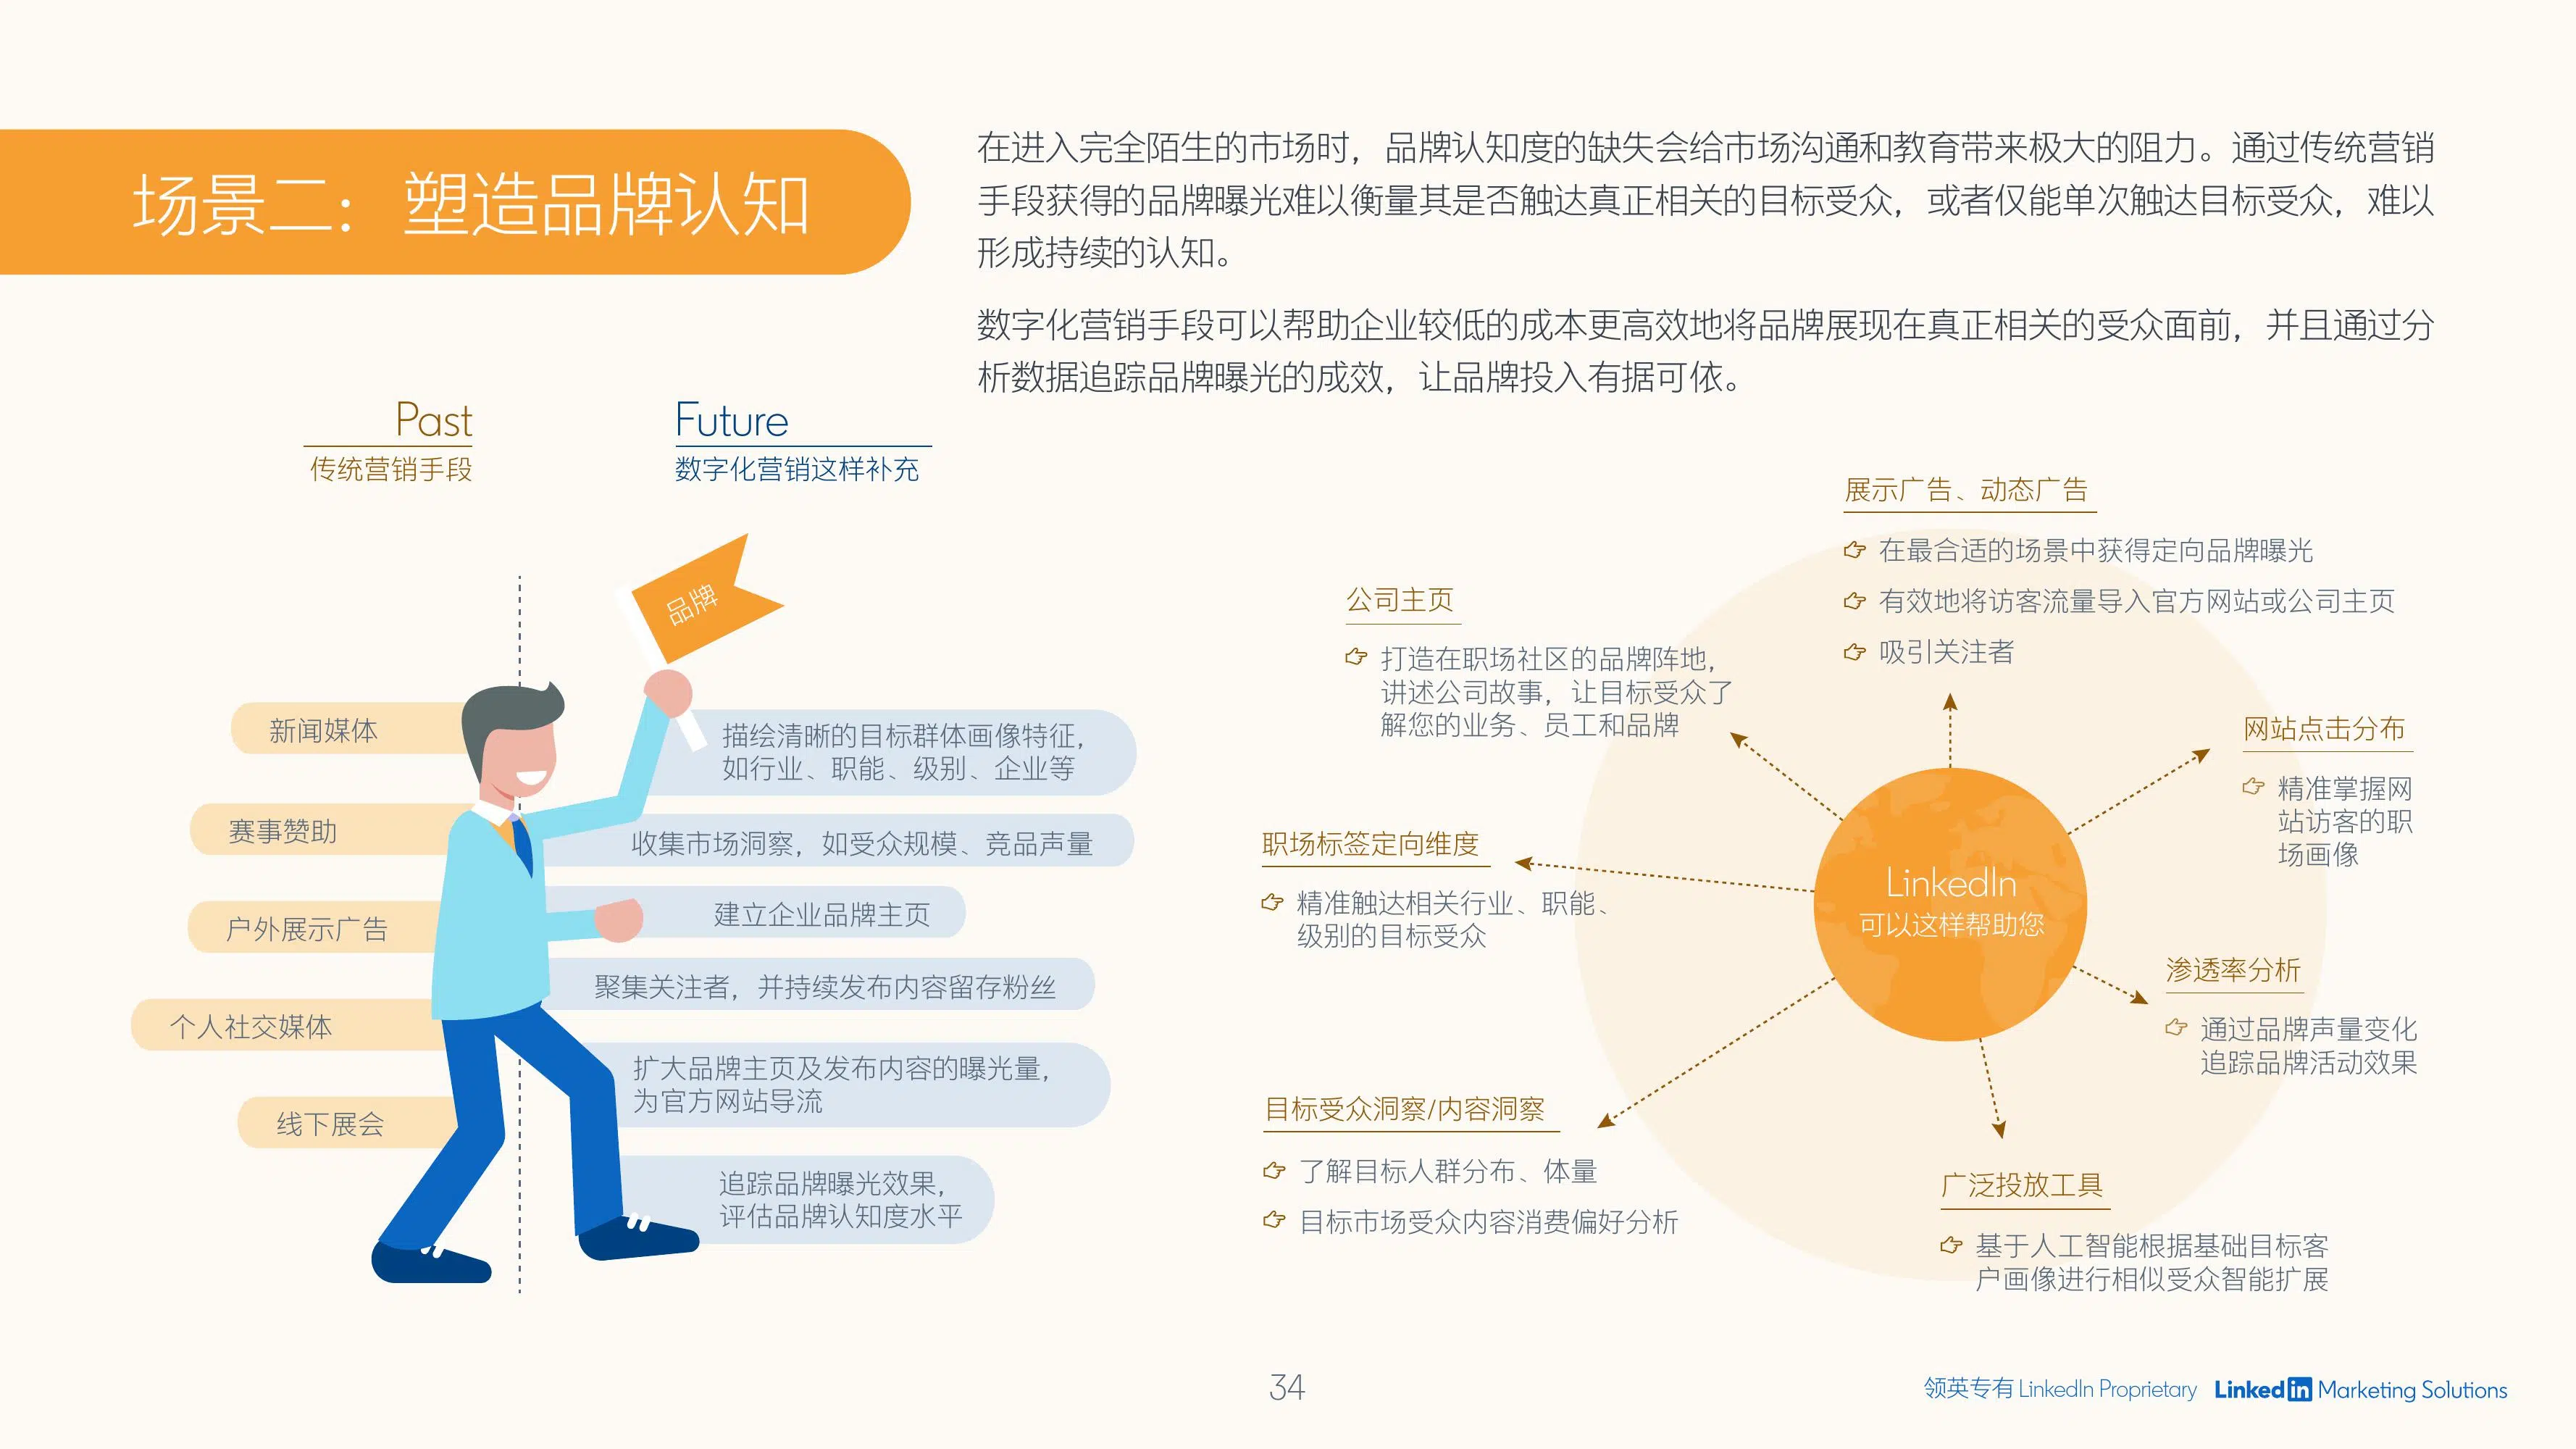 场景二：塑造品牌认知
在进入完全陌生的市场时，品牌认知度的缺失会给市场沟通和教育带来极大的阻力。通过传统营销
手段获得的品牌曝光难以衡量其是否触达真正相关的目标受众，或者仅能单次触达目标受众，难以
形成持续的认知。
数字化营销手段可以帮助企业较低的成本更高效地将品牌展现在真正相关的受众面前，并且通过分
析数据追踪品牌曝光的成效，让品牌投入有据可依。
Past
传统营销手段
新闻媒体
赛事赞助
户外展示广告
个人社交媒体
线下展会
Future
数字化营销这样补充
品牌
描绘清晰的目标群体画像特征，
如行业、职能、级别、企业等
收集市场洞察，如受众规模、竞品声量
建立企业品牌主页
聚集关注者，并持续发布内容留存粉丝
扩大品牌主页及发布内容的曝光量，
为官方网站导流
追踪品牌曝光效果，
评估品牌认知度水平
LinkedIn
可以这样帮助您
展示广告、动态广告
在最合适的场景中获得定向品牌曝光
有效地将访客流量导入官方网站或公司主页
吸引关注者
公司主页
打造在职场社区的品牌阵地，
讲述公司故事，让目标受众了
解您的业务、员工和品牌
网站点击分布
精准掌握网
站访客的职
场画像
职场标签定向维度
精准触达相关行业、职能、
级别的目标受众
渗透率分析
通过品牌声量变化
追踪品牌活动效果
目标受众洞察/内容洞察
了解目标人群分布、体量
目标市场受众内容消费偏好分析
广泛投放工具
基于人工智能根据基础目标客
户画像进行相似受众智能扩展
34
领英专有 LinkedIn Proprietary
Linkedin Marketing Solutions